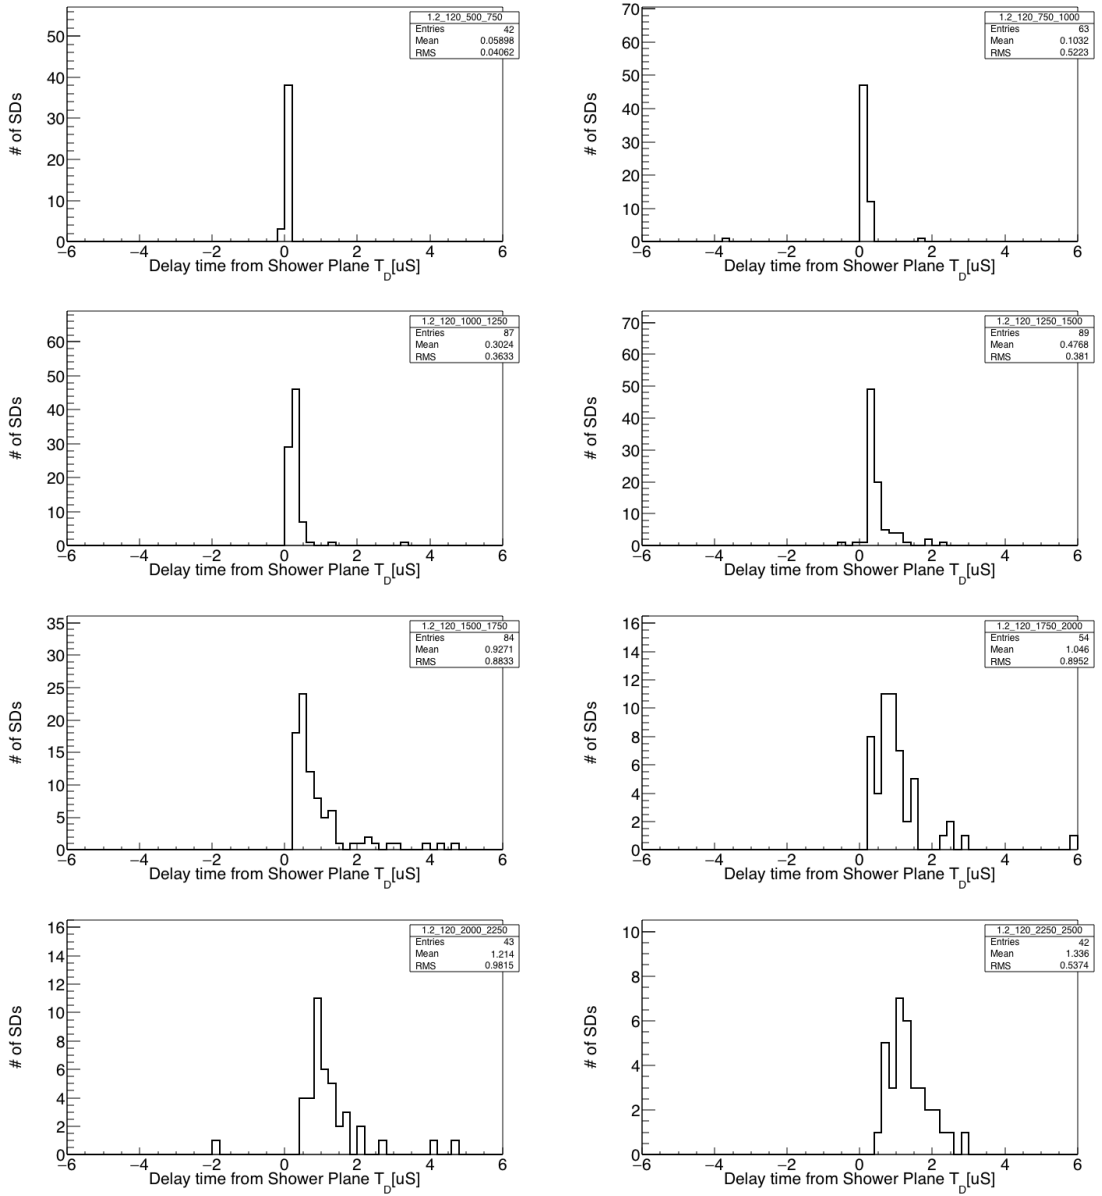 1.2_120_500_750
Entries 42
Mean 0.05898
RMS 0.04062
# of SDs
50
40
30
20
10
0
−6 −4 −2 0 2 4 6
Delay time from Shower Plane T_D[uS]
1.2_120_750_1000
Entries 63
Mean 0.1032
RMS 0.5223
# of SDs
70
60
50
40
30
20
10
0
−6 −4 −2 0 2 4 6
Delay time from Shower Plane T_D[uS]
1.2_120_1000_1250
Entries 87
Mean 0.3024
RMS 0.3633
# of SDs
60
50
40
30
20
10
0
−6 −4 −2 0 2 4 6
Delay time from Shower Plane T_D[uS]
1.2_120_1250_1500
Entries 89
Mean 0.4768
RMS 0.381
# of SDs
70
60
50
40
30
20
10
0
−6 −4 −2 0 2 4 6
Delay time from Shower Plane T_D[uS]
1.2_120_1500_1750
Entries 84
Mean 0.9271
RMS 0.8833
# of SDs
35
30
25
20
15
10
5
0
−6 −4 −2 0 2 4 6
Delay time from Shower Plane T_D[uS]
1.2_120_1750_2000
Entries 54
Mean 1.046
RMS 0.8952
# of SDs
16
14
12
10
8
6
4
2
0
−6 −4 −2 0 2 4 6
Delay time from Shower Plane T_D[uS]
1.2_120_2000_2250
Entries 43
Mean 1.214
RMS 0.9815
# of SDs
16
14
12
10
8
6
4
2
0
−6 −4 −2 0 2 4 6
Delay time from Shower Plane T_D[uS]
1.2_120_2250_2500
Entries 42
Mean 1.336
RMS 0.5374
# of SDs
10
8
6
4
2
0
−6 −4 −2 0 2 4 6
Delay time from Shower Plane T_D[uS]